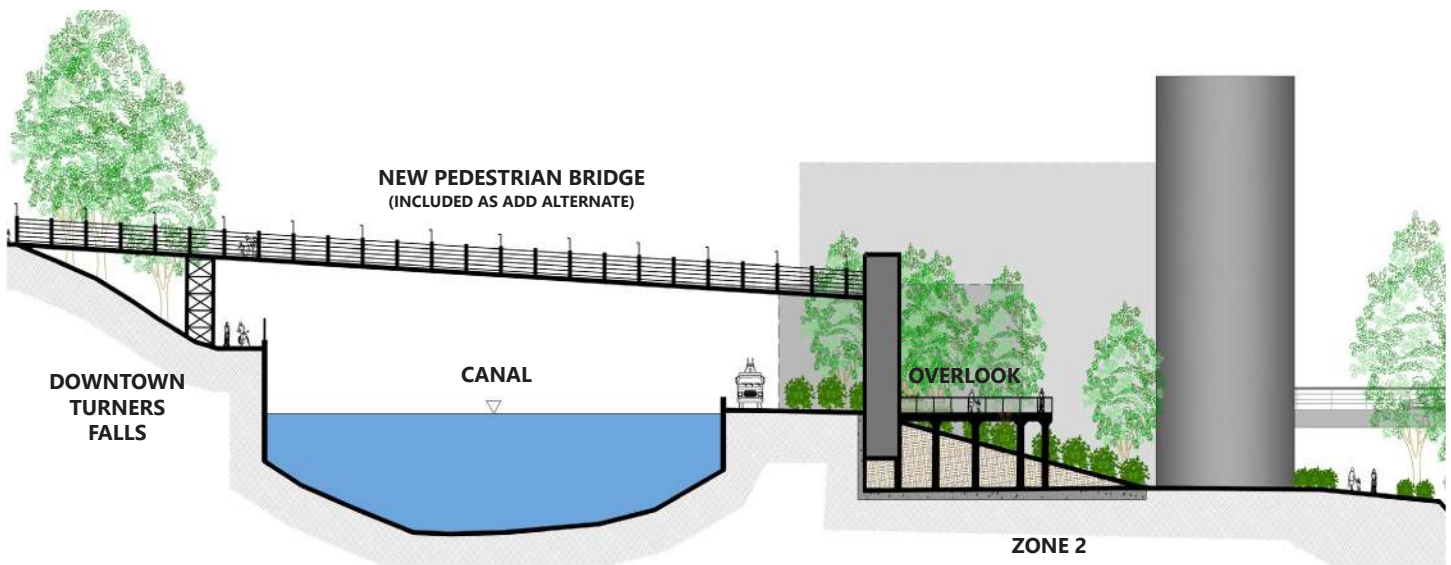 NEW PEDESTRIAN BRIDGE
(INCLUDED AS ADD ALTERNATE)
DOWNTOWN
TURNERS
FALLS
CANAL
OVERLOOK
ZONE 2